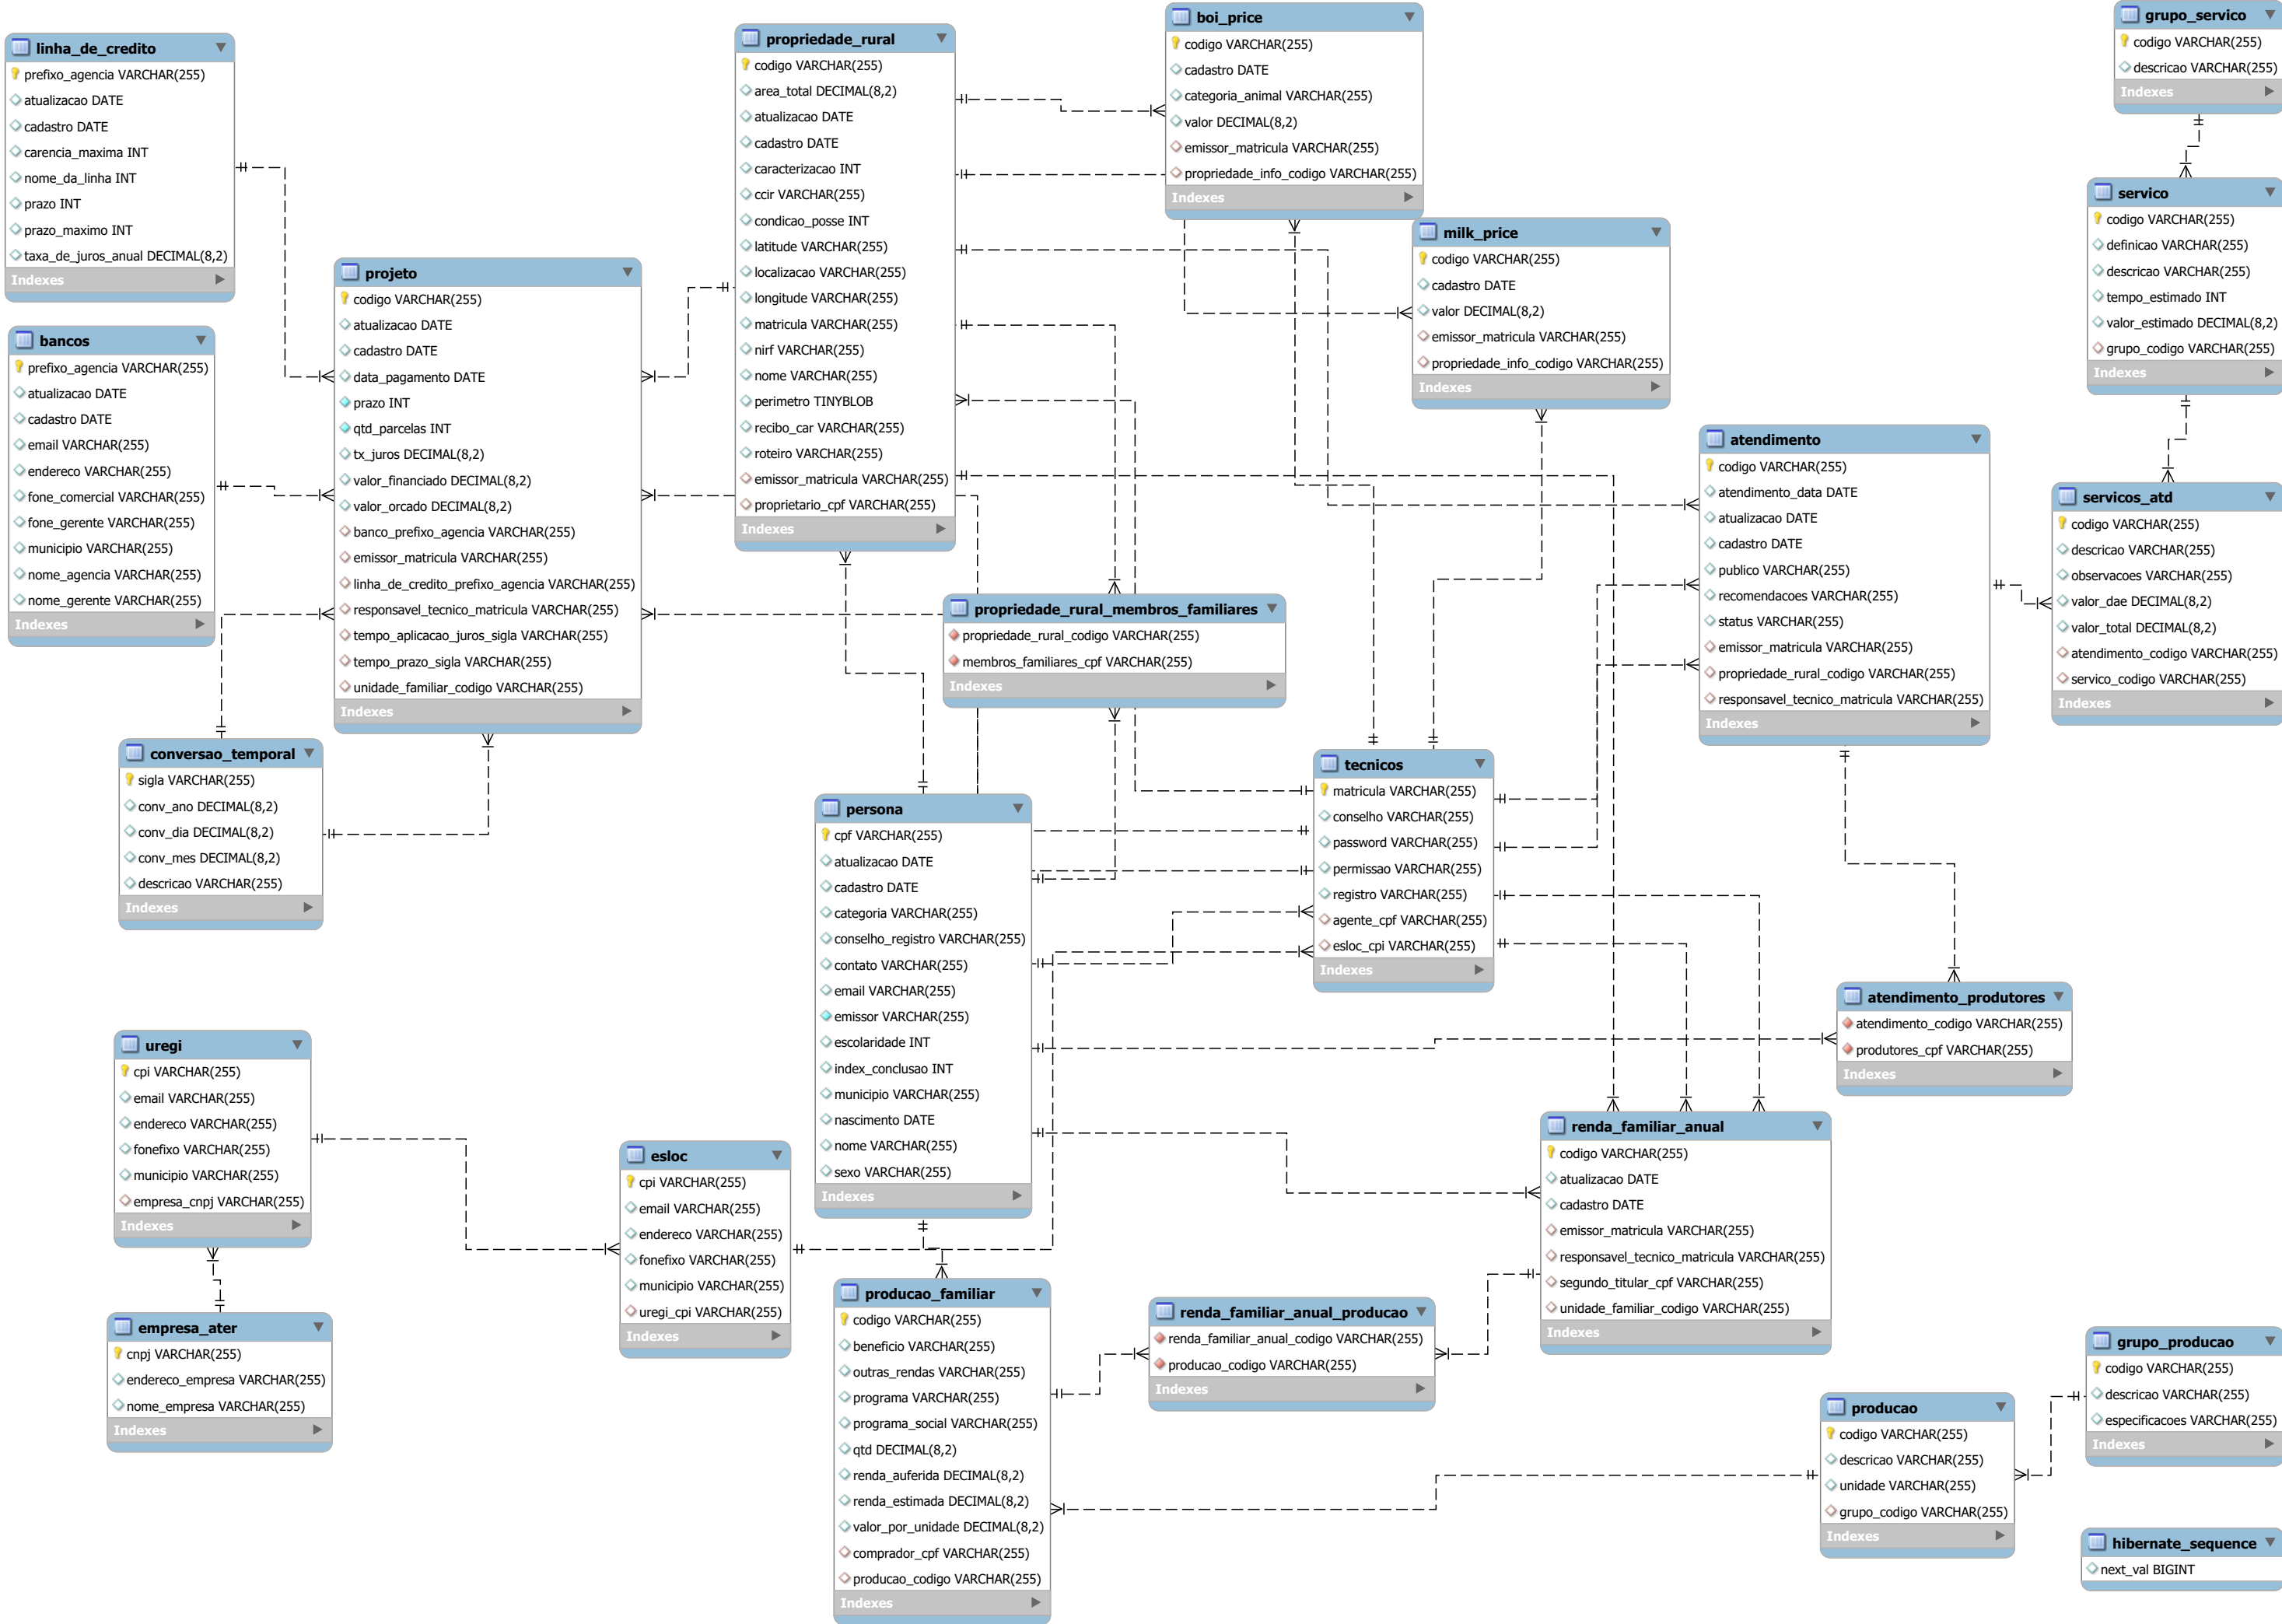 linha_de_credito
prefixo_agencia VARCHAR(255)
atualizacao DATE
cadastro DATE
carencia_maxima INT
nome_da_linha INT
prazo INT
prazo_maximo INT
taxa_de_juros_anual DECIMAL(8,2)
Indexes
bancos
prefixo_agencia VARCHAR(255)
atualizacao DATE
cadastro DATE
email VARCHAR(255)
endereco VARCHAR(255)
fone_comercial VARCHAR(255)
fone_gerente VARCHAR(255)
municipio VARCHAR(255)
nome_agencia VARCHAR(255)
nome_gerente VARCHAR(255)
Indexes
projeto
codigo VARCHAR(255)
atualizacao DATE
cadastro DATE
data_pagamento DATE
prazo INT
qtd_parcelas INT
tx_juros DECIMAL(8,2)
valor_financiado DECIMAL(8,2)
valor_orcado DECIMAL(8,2)
banco_prefixo_agencia VARCHAR(255)
emissor_matricula VARCHAR(255)
linha_de_credito_prefixo_agencia VARCHAR(255)
responsavel_tecnico_matricula VARCHAR(255)
tempo_aplicacao_juros_sigla VARCHAR(255)
tempo_prazo_sigla VARCHAR(255)
unidade_familiar_codigo VARCHAR(255)
Indexes
conversao_temporal
sigla VARCHAR(255)
conv_ano DECIMAL(8,2)
conv_dia DECIMAL(8,2)
conv_mes DECIMAL(8,2)
descricao VARCHAR(255)
Indexes
propriedade_rural
codigo VARCHAR(255)
area_total DECIMAL(8,2)
atualizacao DATE
cadastro DATE
caracterizacao INT
ccir VARCHAR(255)
condicao_posse INT
latitude VARCHAR(255)
localizacao VARCHAR(255)
longitude VARCHAR(255)
matricula VARCHAR(255)
nirf VARCHAR(255)
nome VARCHAR(255)
perimetro TINYBLOB
recibo_car VARCHAR(255)
roteiro VARCHAR(255)
emissor_matricula VARCHAR(255)
proprietario_cpf VARCHAR(255)
Indexes
boi_price
codigo VARCHAR(255)
cadastro DATE
categoria_animal VARCHAR(255)
valor DECIMAL(8,2)
emissor_matricula VARCHAR(255)
propriedade_info_codigo VARCHAR(255)
Indexes
milk_price
codigo VARCHAR(255)
cadastro DATE
valor DECIMAL(8,2)
emissor_matricula VARCHAR(255)
propriedade_info_codigo VARCHAR(255)
Indexes
grupo_servico
codigo VARCHAR(255)
descricao VARCHAR(255)
Indexes
servico
codigo VARCHAR(255)
definicao VARCHAR(255)
descricao VARCHAR(255)
tempo_estimado INT
valor_estimado DECIMAL(8,2)
grupo_codigo VARCHAR(255)
Indexes
atendimento
codigo VARCHAR(255)
atendimento_data DATE
atualizacao DATE
cadastro DATE
publico VARCHAR(255)
recomendacoes VARCHAR(255)
status VARCHAR(255)
emissor_matricula VARCHAR(255)
propriedade_rural_codigo VARCHAR(255)
responsavel_tecnico_matricula VARCHAR(255)
Indexes
servicos_atd
codigo VARCHAR(255)
descricao VARCHAR(255)
observacoes VARCHAR(255)
valor_dae DECIMAL(8,2)
valor_total DECIMAL(8,2)
atendimento_codigo VARCHAR(255)
servico_codigo VARCHAR(255)
Indexes
propriedade_rural_membros_familiares
propriedade_rural_codigo VARCHAR(255)
membros_familiares_cpf VARCHAR(255)
Indexes
tecnicos
matricula VARCHAR(255)
conselho VARCHAR(255)
password VARCHAR(255)
permissao VARCHAR(255)
registro VARCHAR(255)
agente_cpf VARCHAR(255)
esloc_cpi VARCHAR(255)
Indexes
persona
cpf VARCHAR(255)
atualizacao DATE
cadastro DATE
categoria VARCHAR(255)
conselho_registro VARCHAR(255)
contato VARCHAR(255)
email VARCHAR(255)
emissor VARCHAR(255)
escolaridade INT
index_conclusao INT
municipio VARCHAR(255)
nascimento DATE
nome VARCHAR(255)
sexo VARCHAR(255)
Indexes
atendimento_produtores
atendimento_codigo VARCHAR(255)
produtores_cpf VARCHAR(255)
Indexes
uregi
cpi VARCHAR(255)
email VARCHAR(255)
endereco VARCHAR(255)
fonefixo VARCHAR(255)
municipio VARCHAR(255)
empresa_cnpj VARCHAR(255)
Indexes
esloc
cpi VARCHAR(255)
email VARCHAR(255)
endereco VARCHAR(255)
fonefixo VARCHAR(255)
municipio VARCHAR(255)
uregi_cpi VARCHAR(255)
Indexes
renda_familiar_anual
codigo VARCHAR(255)
atualizacao DATE
cadastro DATE
emissor_matricula VARCHAR(255)
responsavel_tecnico_matricula VARCHAR(255)
segundo_titular_cpf VARCHAR(255)
unidade_familiar_codigo VARCHAR(255)
Indexes
empresa_ater
cnpj VARCHAR(255)
endereco_empresa VARCHAR(255)
nome_empresa VARCHAR(255)
Indexes
producao_familiar
codigo VARCHAR(255)
beneficio VARCHAR(255)
outras_rendas VARCHAR(255)
programa VARCHAR(255)
programa_social VARCHAR(255)
qtd DECIMAL(8,2)
renda_auferida DECIMAL(8,2)
renda_estimada DECIMAL(8,2)
valor_por_unidade DECIMAL(8,2)
comprador_cpf VARCHAR(255)
producao_codigo VARCHAR(255)
Indexes
renda_familiar_anual_producao
renda_familiar_anual_codigo VARCHAR(255)
producao_codigo VARCHAR(255)
Indexes
grupo_producao
codigo VARCHAR(255)
descricao VARCHAR(255)
especificacoes VARCHAR(255)
Indexes
producao
codigo VARCHAR(255)
descricao VARCHAR(255)
unidade VARCHAR(255)
grupo_codigo VARCHAR(255)
Indexes
hibernate_sequence
next_val BIGINT